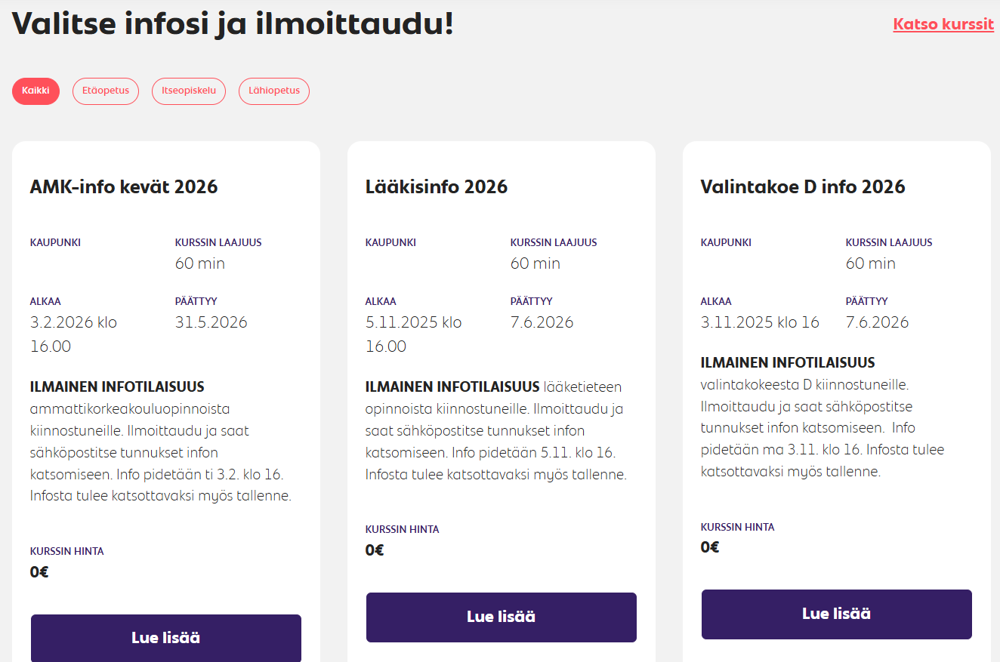 Valitse infosi ja ilmoittaudu!
Katso kurssit
Kaikki
Etäopetus
Itseopiskelu
Lähiopetus
AMK-info kevät 2026
KAUPUNKI
KURSSIN LAAJUUS
60 min
ALKAA
PÄÄTTYY
3.2.2026 klo
16.00
31.5.2026
ILMAINEN INFOTILAISUUS
ammattikorkeakouluopinnoista
kiinnostuneille. Ilmoittaudu ja saat
sähköpostitse tunnukset infon
katsomiseen. Info pidetään ti 3.2. klo 16.
Infosta tulee katsottavaksi myös tallenne.
KURSSIN HINTA
0€
Lue lisää
Lääkisinfo 2026
KAUPUNKI
KURSSIN LAAJUUS
60 min
ALKAA
PÄÄTTYY
5.11.2025 klo
16.00
7.6.2026
ILMAINEN INFOTILAISUUS lääketieteen
opinnoista kiinnostuneille. Ilmoittaudu ja
saat sähköpostitse tunnukset infon
katsomiseen. Info pidetään 5.11. klo 16.
Infosta tulee katsottavaksi myös tallenne.
KURSSIN HINTA
0€
Lue lisää
Valintakoe D info 2026
KAUPUNKI
KURSSIN LAAJUUS
60 min
ALKAA
PÄÄTTYY
3.11.2025 klo 16
7.6.2026
ILMAINEN INFOTILAISUUS
valintakokeesta D kiinnostuneille.
Ilmoittaudu ja saat sähköpostitse
tunnukset infon katsomiseen.  Info
pidetään ma 3.11. klo 16. Infosta tulee
katsottavaksi myös tallenne.
KURSSIN HINTA
0€
Lue lisää